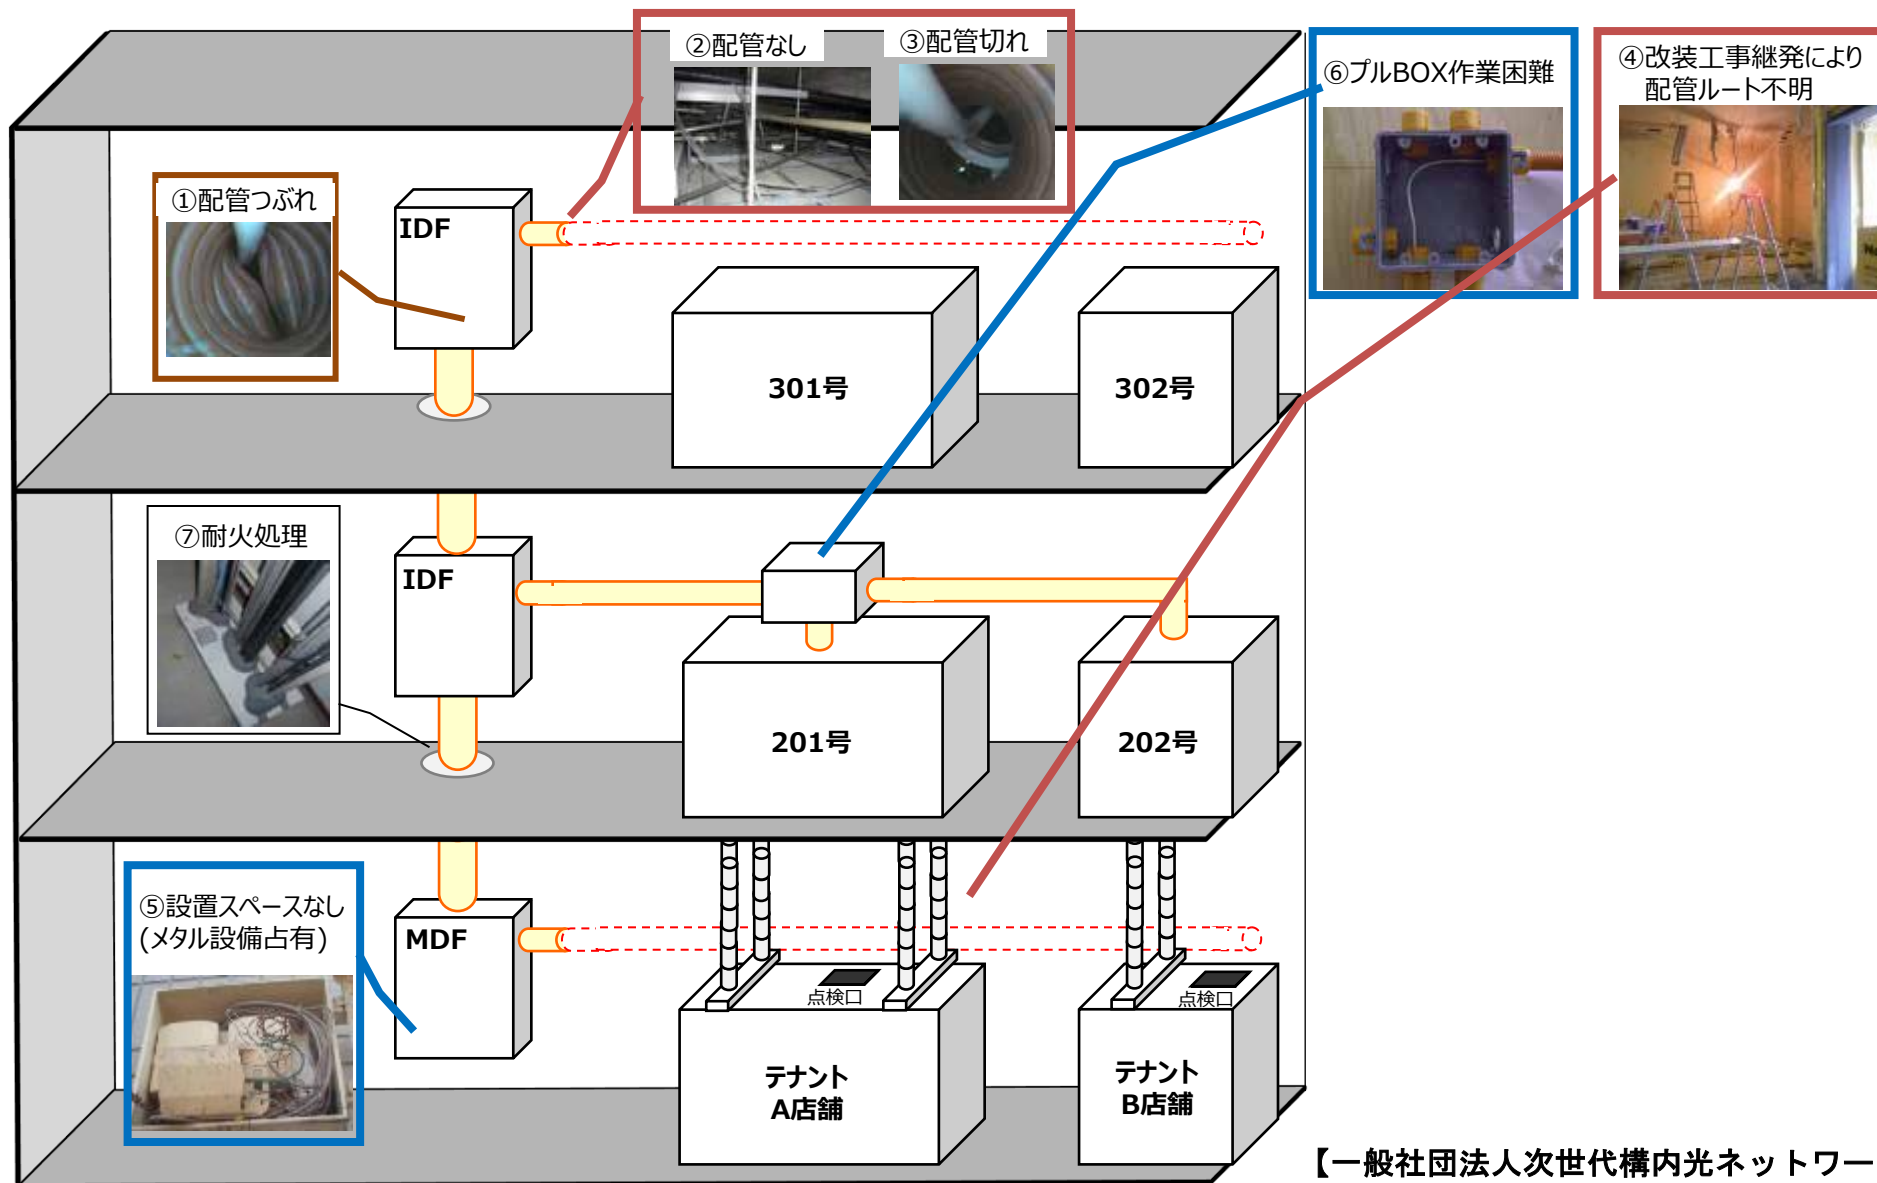 ②配管なし
③配管切れ
⑥プルBOX作業困難
④改装工事継発により
配管ルート不明
①配管つぶれ
IDF
301号
302号
⑦耐火処理
IDF
201号
202号
⑤設置スペースなし
(メタル設備占有)
MDF
点検口
点検口
テナント
A店舗
テナント
B店舗
【一般社団法人次世代構内光ネットワー